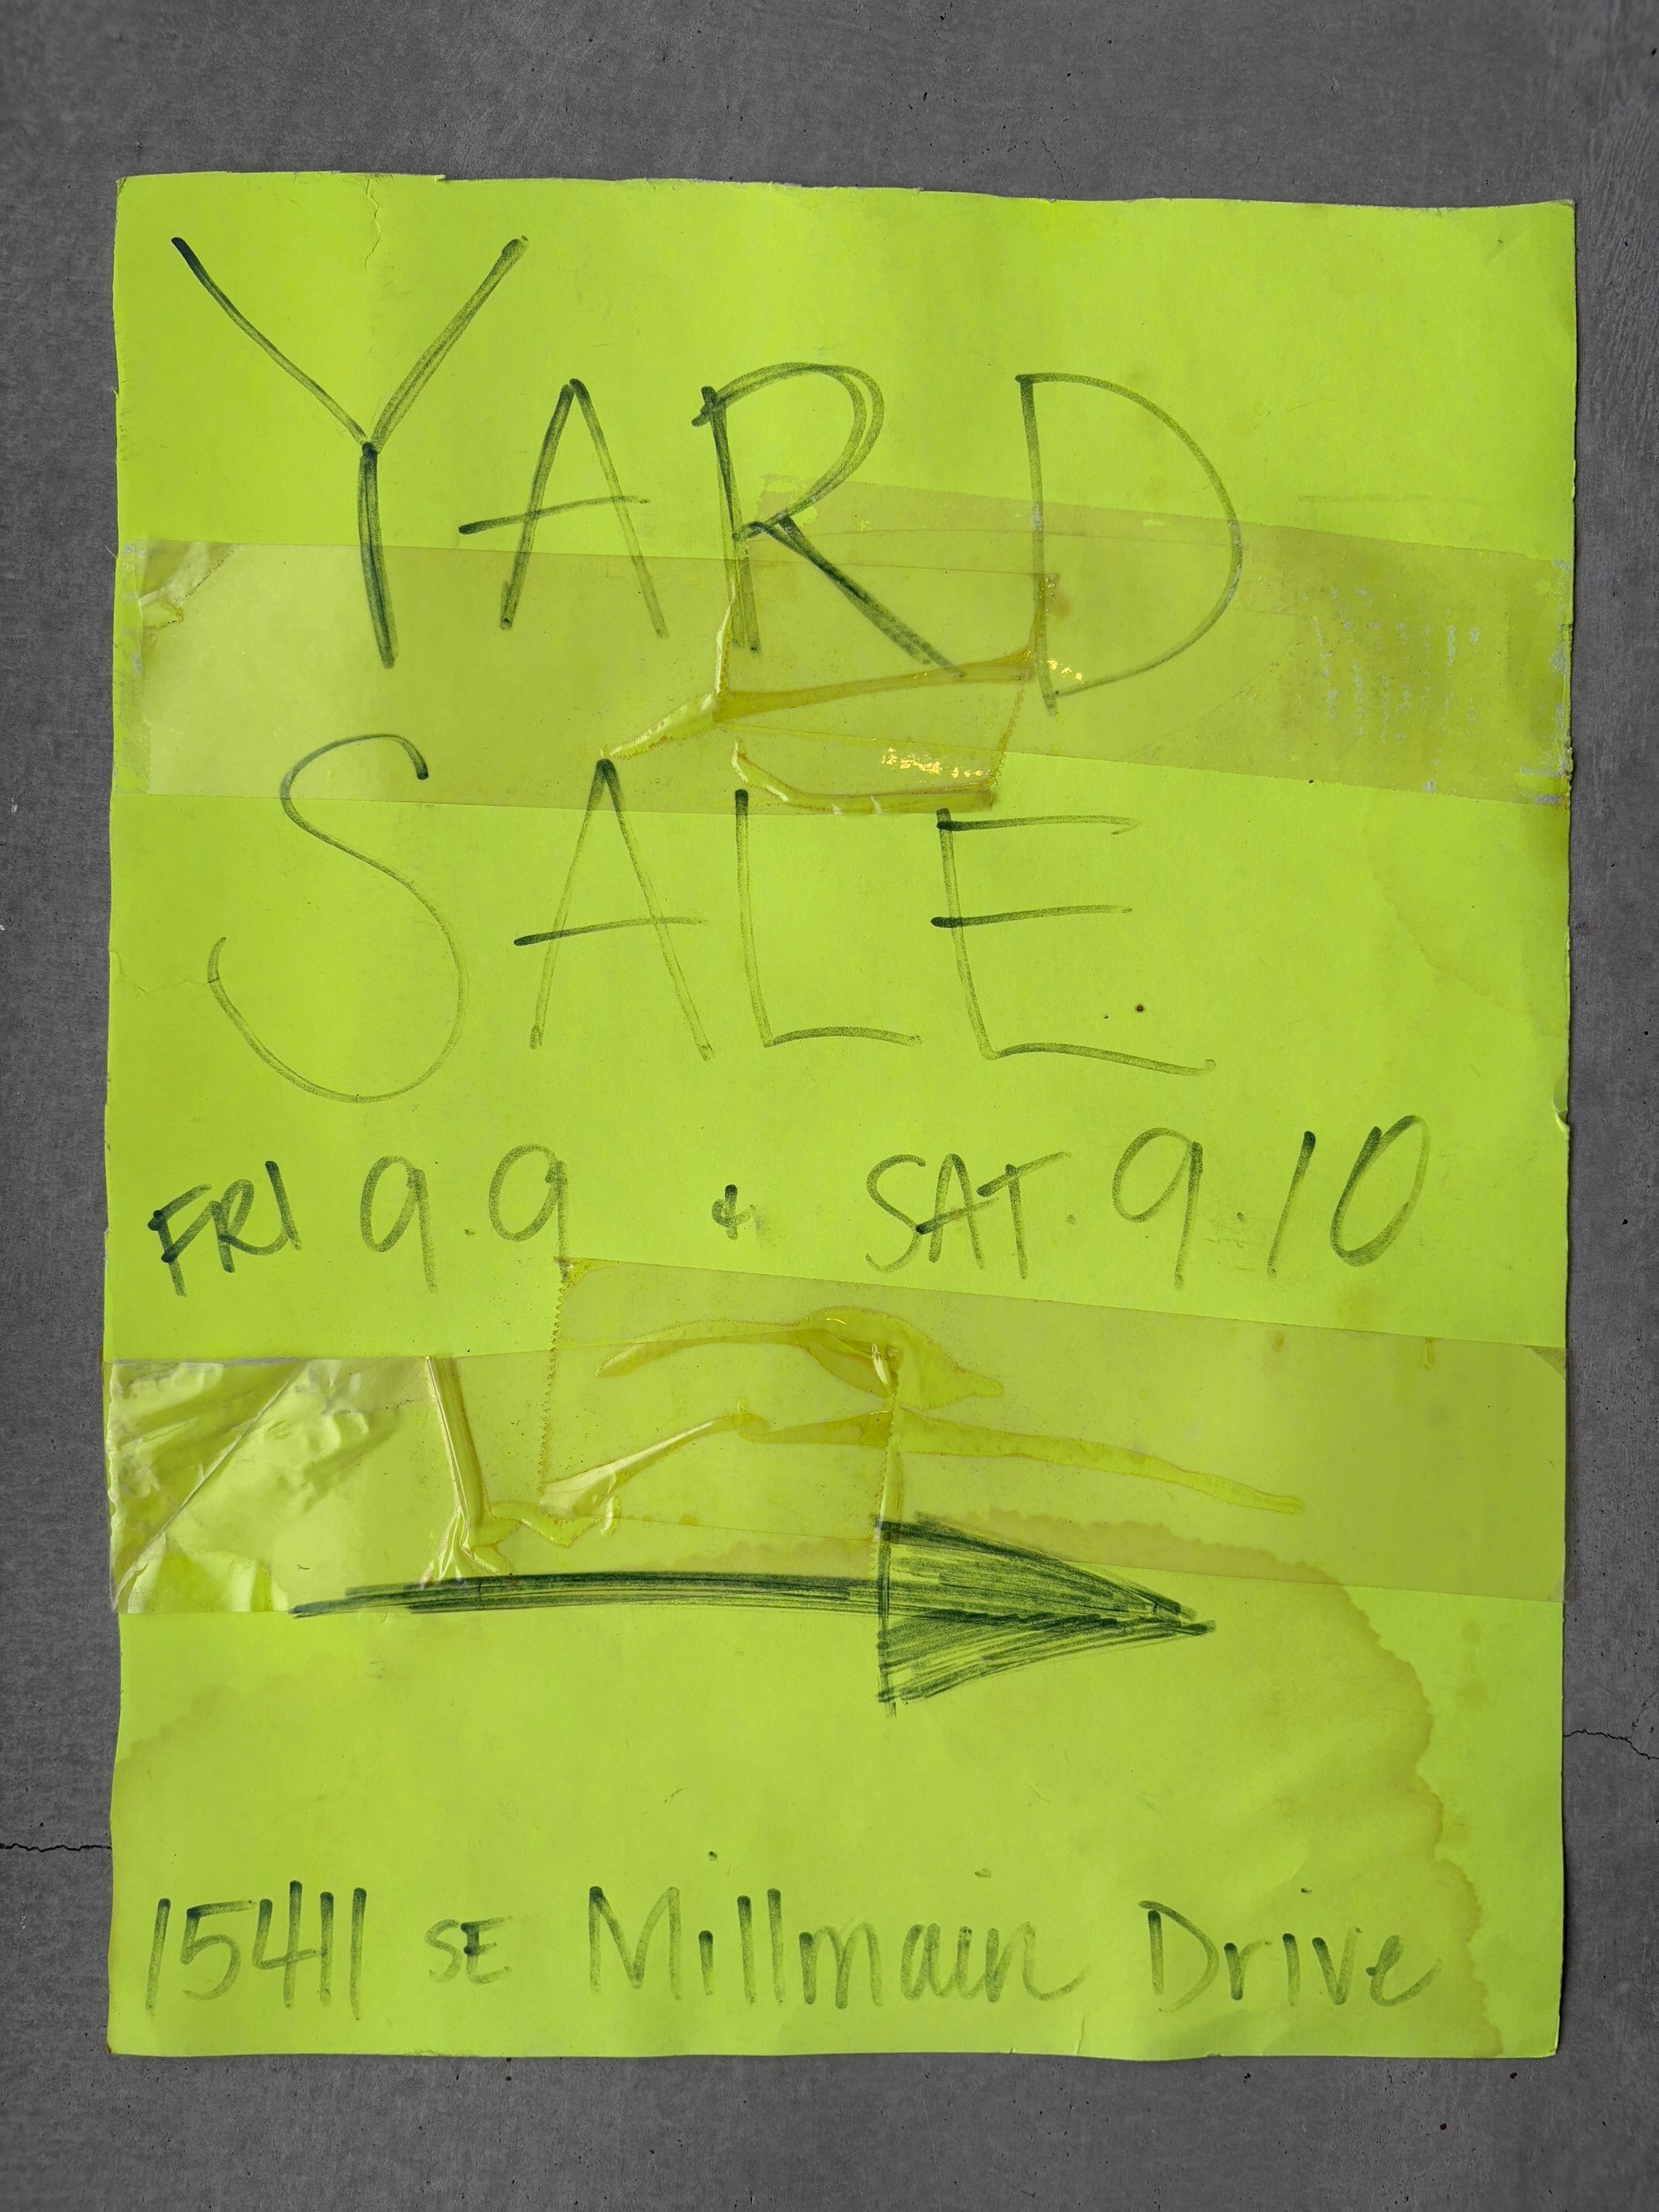 YARD
SALE
FRI 9.9 & SAT. 9.10
15411 SE Millmain Drive